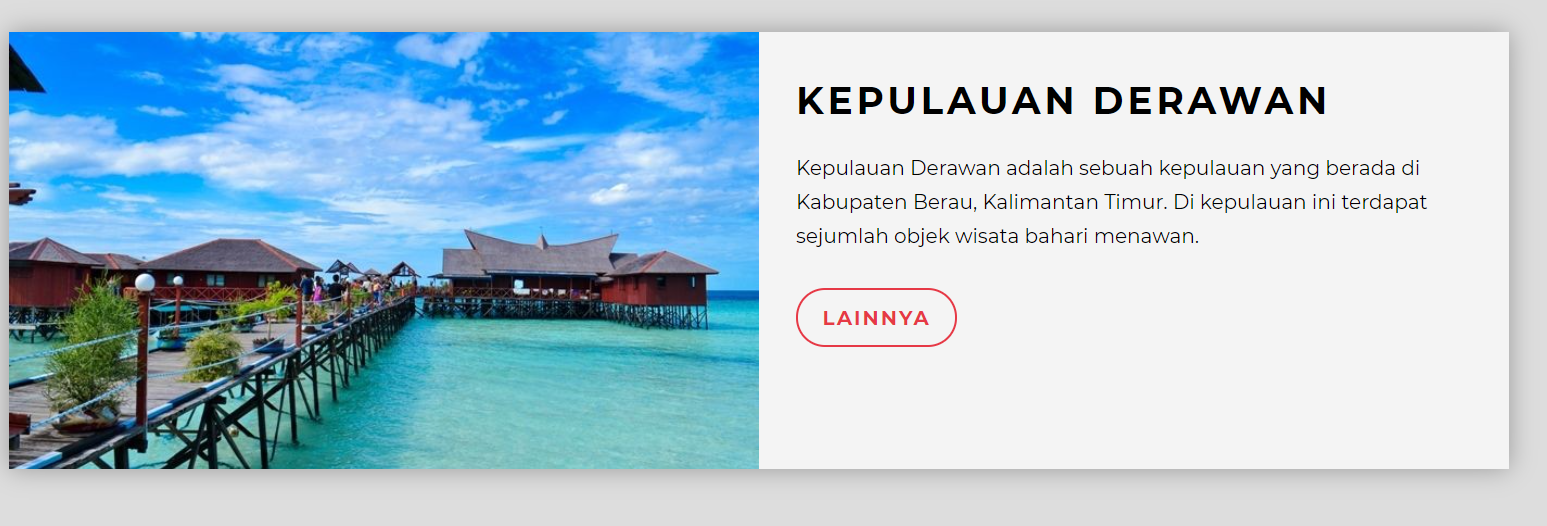 KEPULAUAN DERAWAN
Kepulauan Derawan adalah sebuah kepulauan yang berada di
Kabupaten Berau, Kalimantan Timur. Di kepulauan ini terdapat
sejumlah objek wisata bahari menawan.
LAINNYA